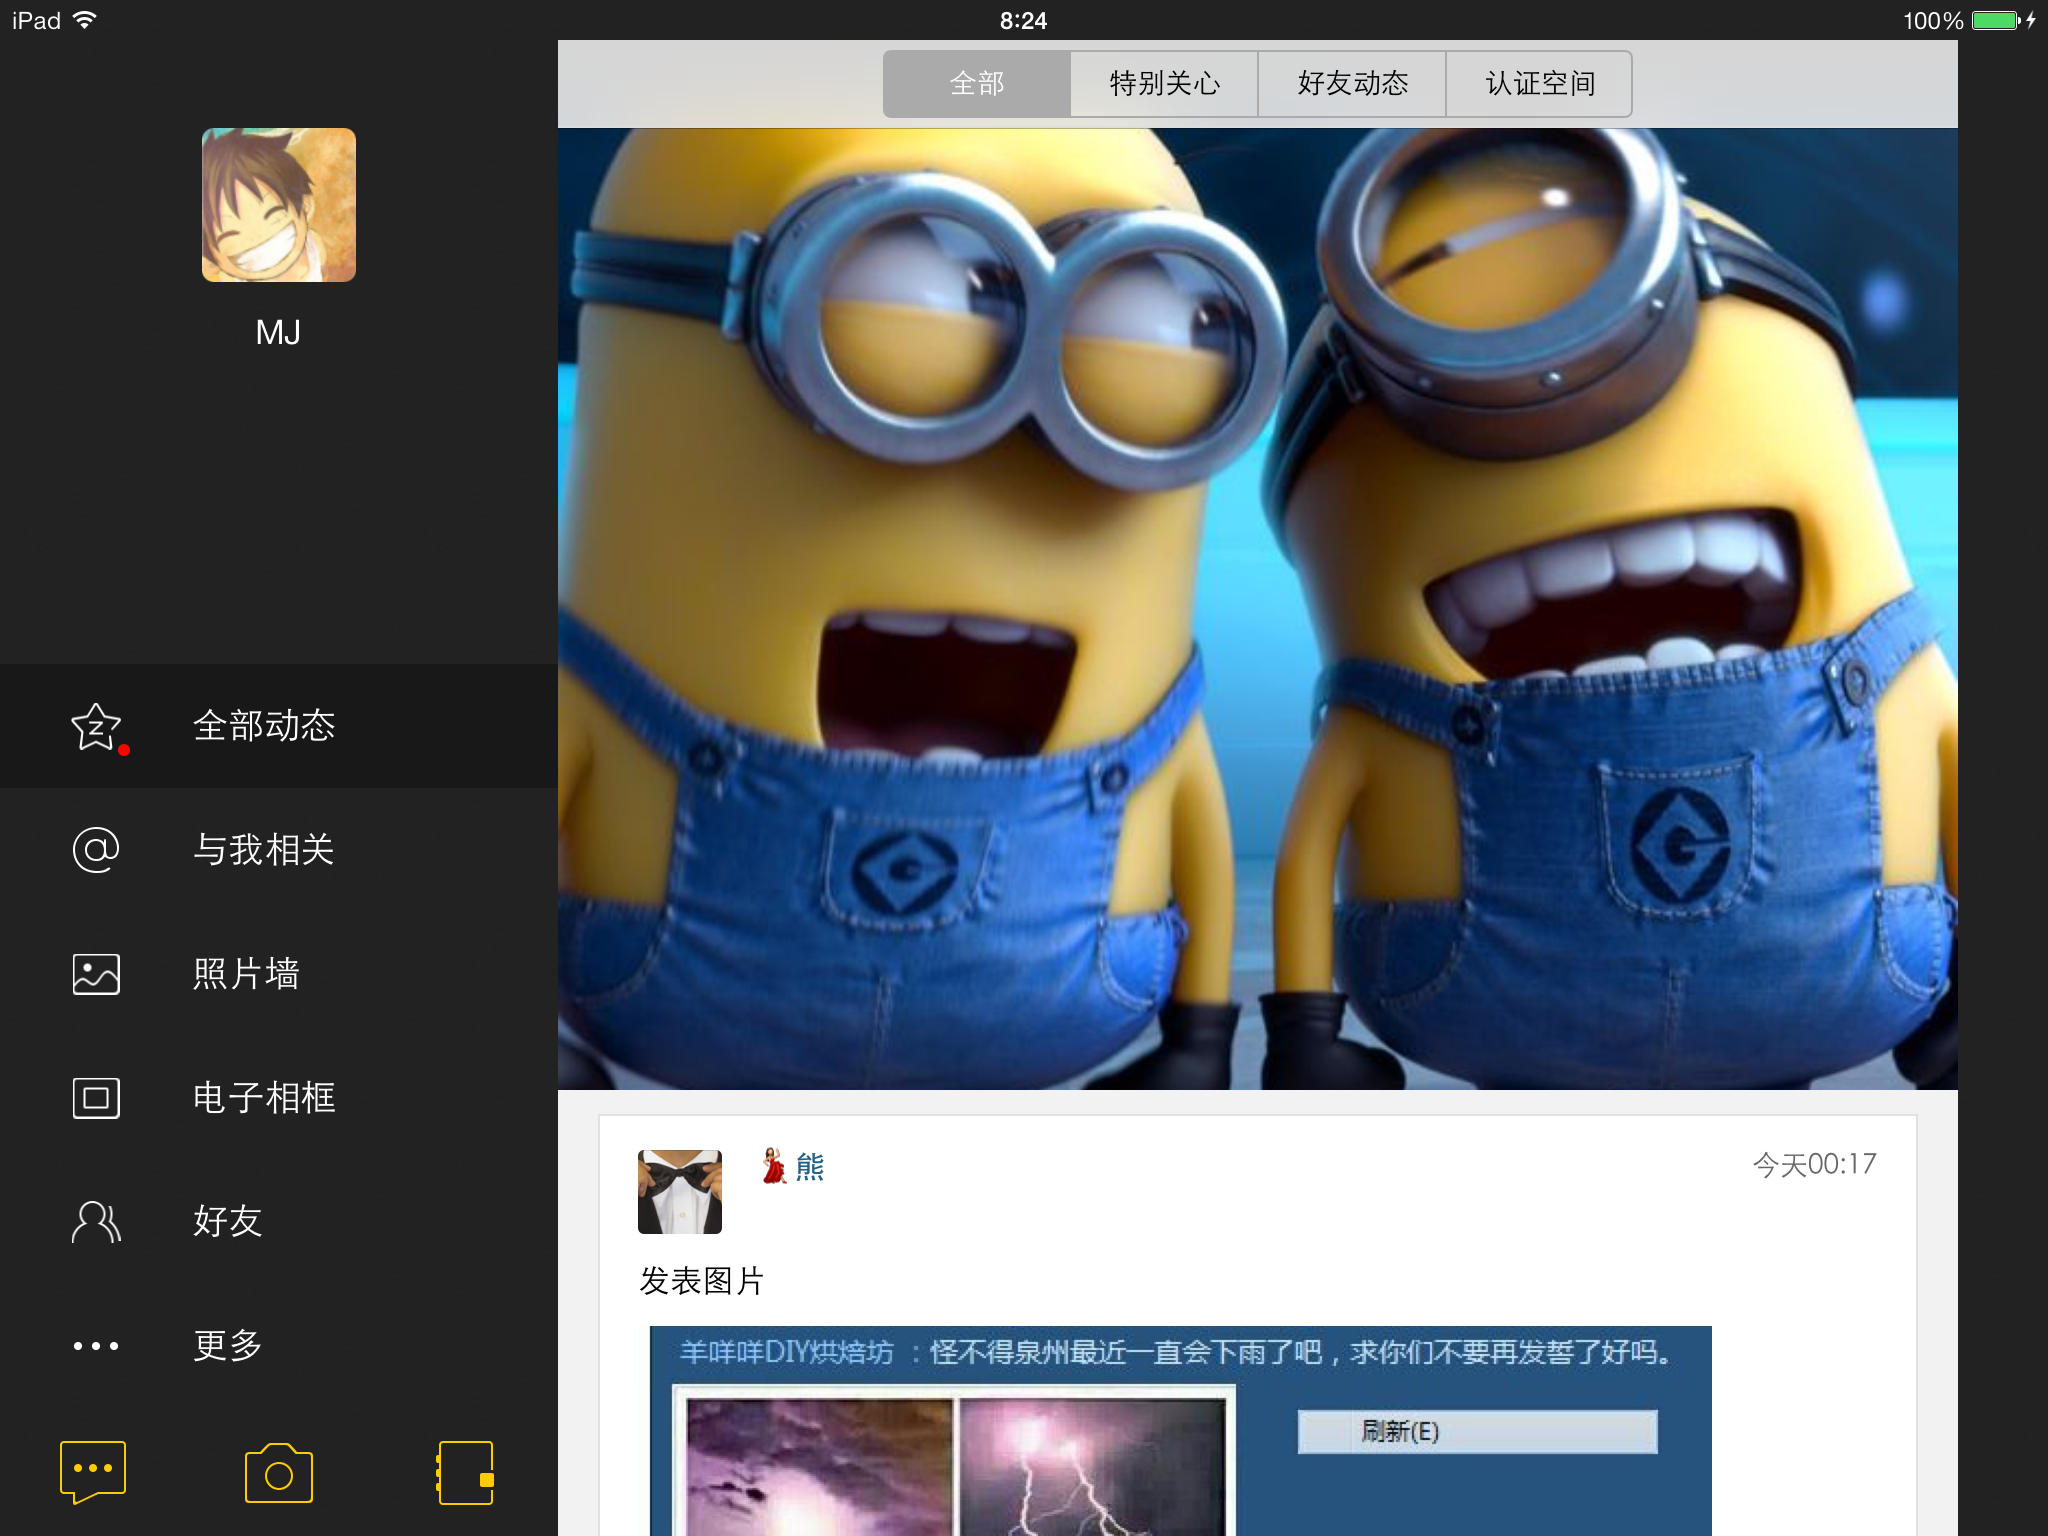 iPad
8:24
100%
MJ
全部动态
与我相关
照片墙
电子相框
好友
更多
全部
特别关心
好友动态
认证空间
熊
今天00:17
发表图片
羊咩咩DIY烘焙坊 ：怪不得泉州最近一直会下雨了吧，求你们不要再发誓了好吗。
刷新(E)